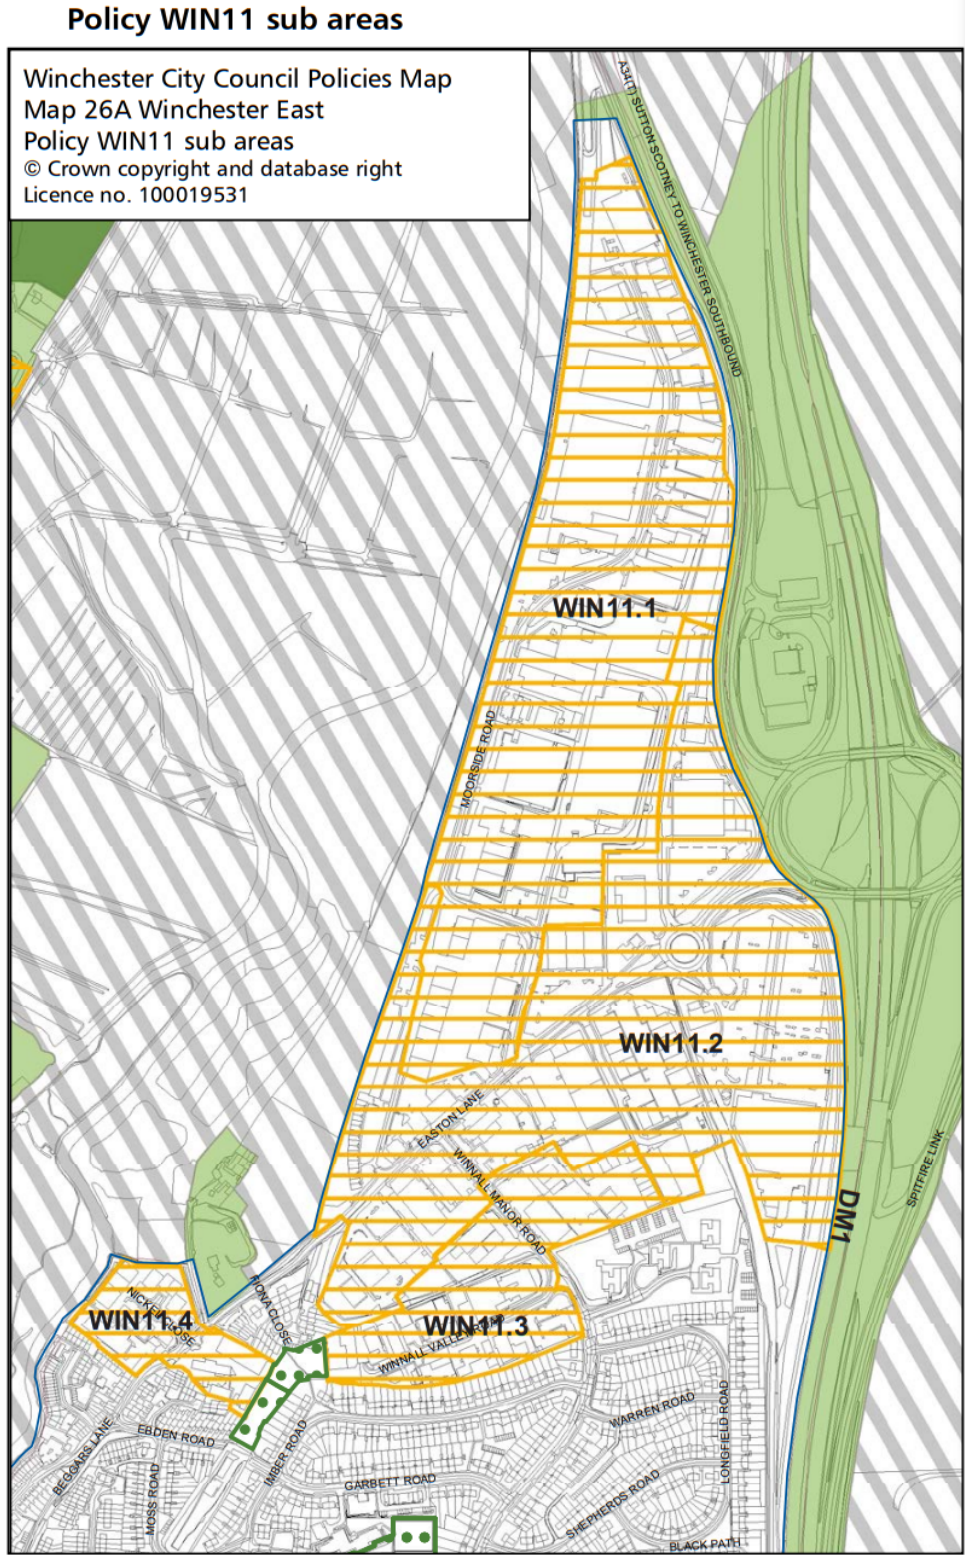 Policy WIN11 sub areas
Winchester City Council Policies Map
Map 26A Winchester East
Policy WIN11 sub areas
© Crown copyright and database right
Licence no. 100019531
A34(T) SUTTON SCOTNEY TO WINCHESTER SOUTHBOUND
WIN11.1
MOORSIDE ROAD
WIN11.2
EASTON LANE
WINNALL MANOR ROAD
SPITFIRE LINK
DM1
FIONA CLOSE
NICKEL CLOSE
WIN11.4
WIN11.3
WINNALL VALLEY ROAD
WARREN ROAD
LONGFIELD ROAD
BEGGARS LANE
EBDEN ROAD
IMBER ROAD
MOSS ROAD
GARBETT ROAD
SHEPHERDS ROAD
BLACK PATH